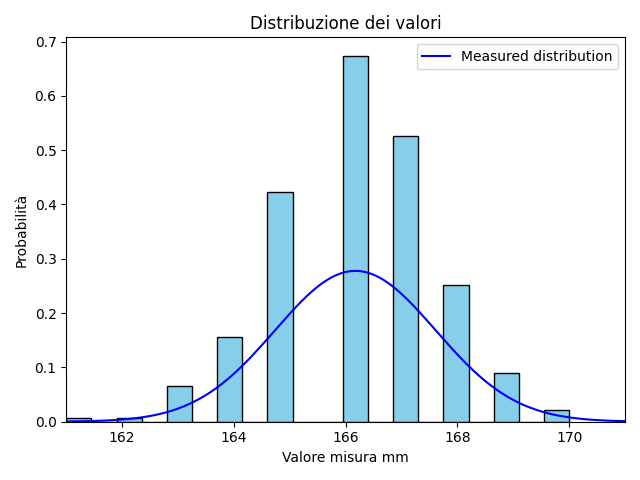 Distribuzione dei valori
Measured distribution
Probabilità
0.7
0.6
0.5
0.4
0.3
0.2
0.1
0.0
162 164 166 168 170
Valore misura mm